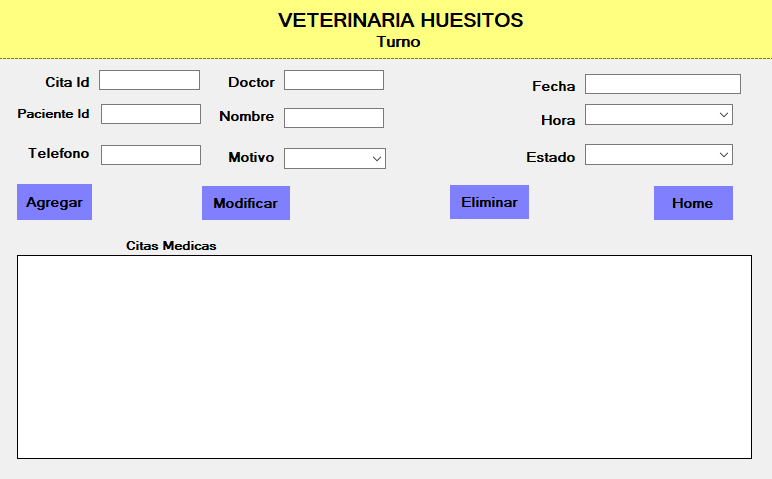 VETERINARIA HUESITOS
Turno
Cita Id
Doctor
Fecha
Paciente Id
Nombre
Hora
Telefono
Motivo
Estado
Agregar
Modificar
Eliminar
Home
Citas Medicas